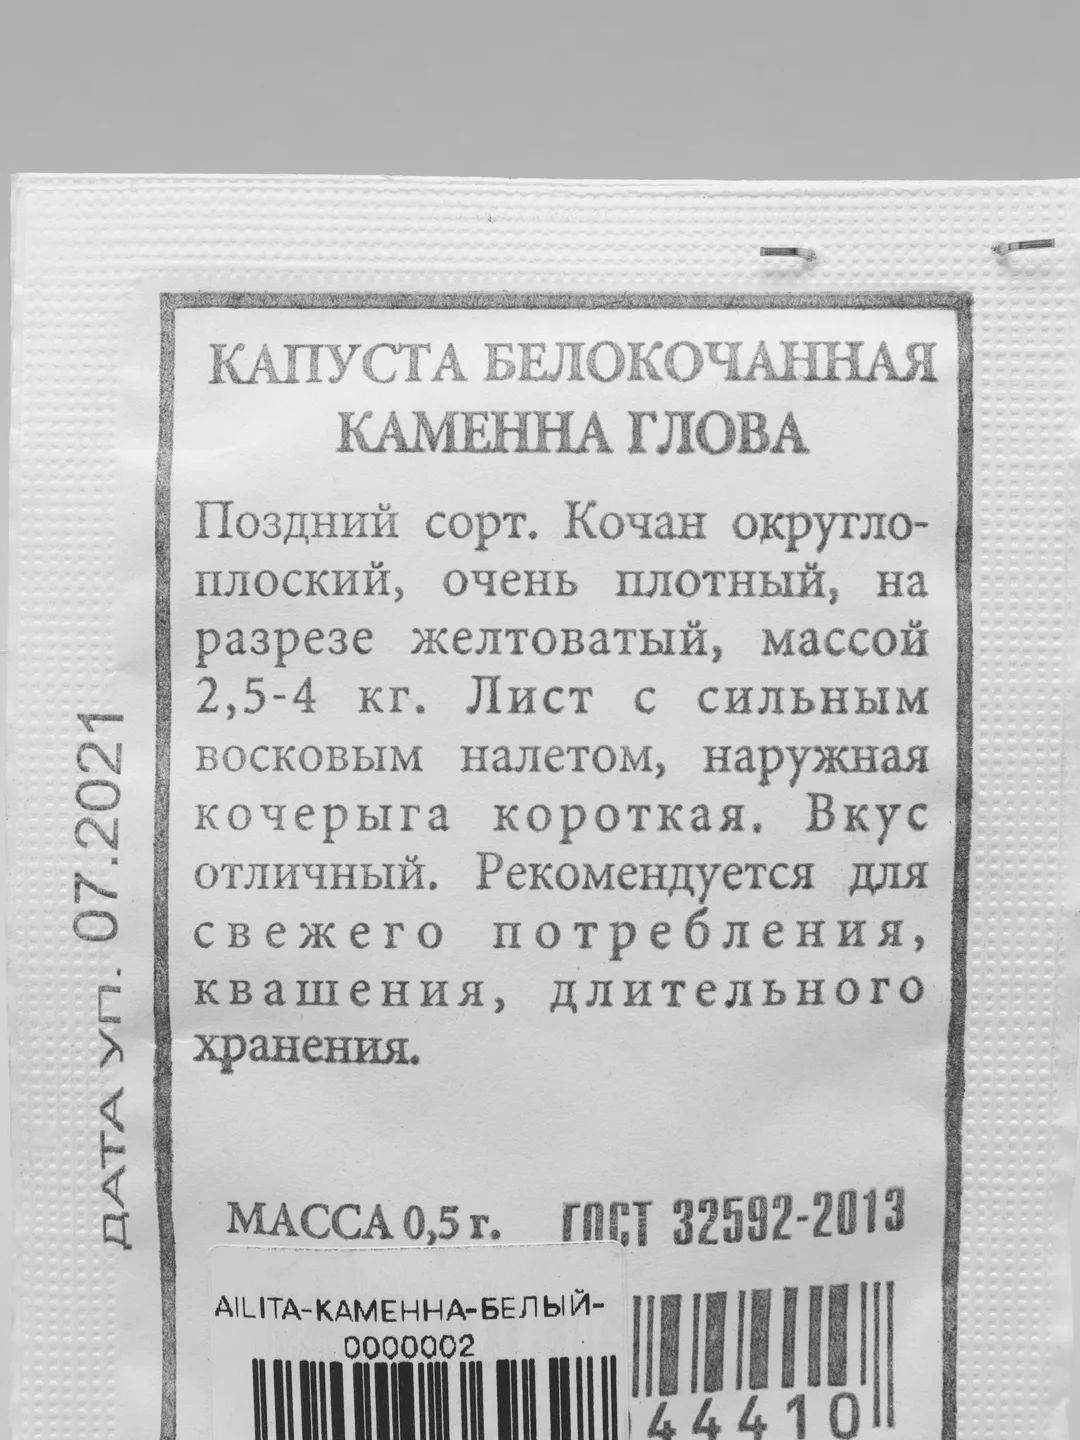 КАПУСТА БЕЛОКОЧАННАЯ
КАМЕННА ГЛОВА
Поздний сорт. Кочан округло-
плоский, очень плотный, на
разрезе желтоватый, массой
2,5-4 кг. Лист с сильным
восковым налетом, наружная
кочерыга короткая. Вкус
отличный. Рекомендуется для
свежего потребления,
квашения, длительного
хранения.
ДАТА УП. 07.2021
МАССА 0,5 г. ГОСТ 32592-2013
AILITA-КАМЕННА-БЕЛЫЙ-
0000002
44410